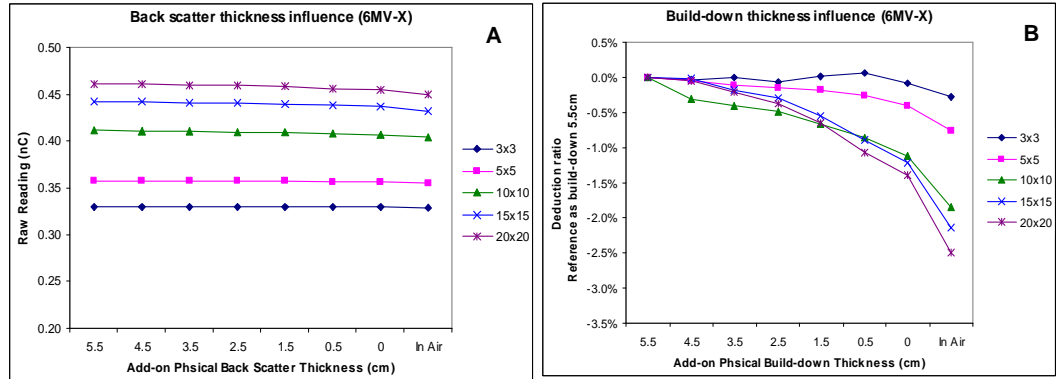 Back scatter thickness influence (6MV-X)
A
Raw Reading (nC)
0.50
0.45
0.40
0.35
0.30
0.25
0.20
5.5 4.5 3.5 2.5 1.5 0.5 0 In Air
Add-on Phsical Back Scatter Thickness (cm)
3x3
5x5
10x10
15x15
20x20
Build-down thickness influence (6MV-X)
B
Deduction ratio
Reference as build-down 5.5cm
0.5%
0.0%
-0.5%
-1.0%
-1.5%
-2.0%
-2.5%
-3.0%
-3.5%
5.5 4.5 3.5 2.5 1.5 0.5 0 In Air
Add-on Phsical Build-down Thickness (cm)
3x3
5x5
10x10
15x15
20x20